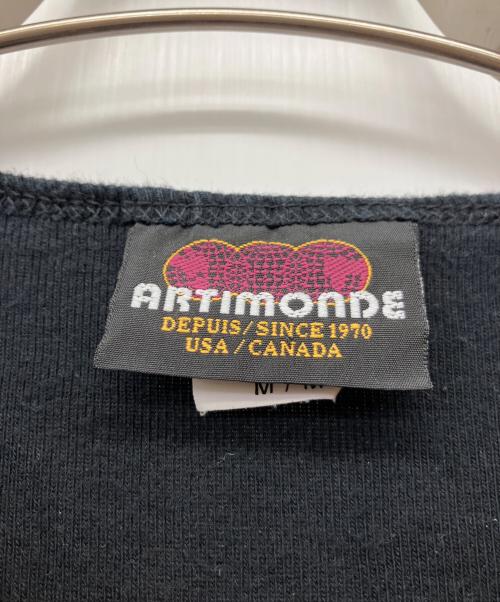 ARTIMONDE
DEPUIS/SINCE 1970
USA/CANADA
M / M